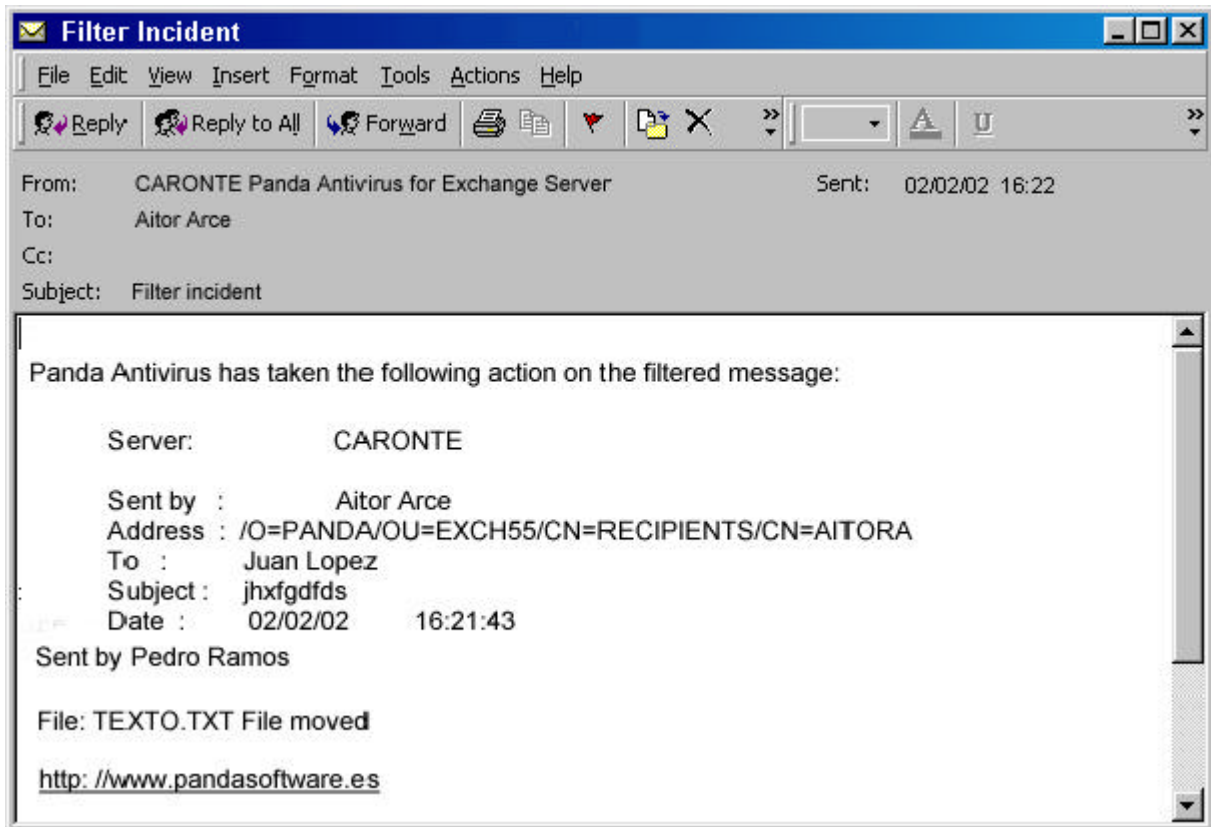 Filter Incident
File Edit View Insert Format Tools Actions Help
Reply Reply to All Forward A U
From: CARONTE Panda Antivirus for Exchange Server Sent: 02/02/02 16:22
To: Aitor Arce
Cc:
Subject: Filter incident
Panda Antivirus has taken the following action on the filtered message:
Server: CARONTE
Sent by : Aitor Arce
Address : /O=PANDA/OU=EXCH55/CN=RECIPIENTS/CN=AITORA
To : Juan Lopez
Subject : jhxfgdfds
Date : 02/02/02 16:21:43
Sent by Pedro Ramos
File: TEXTO.TXT File moved
http: //www.pandasoftware.es